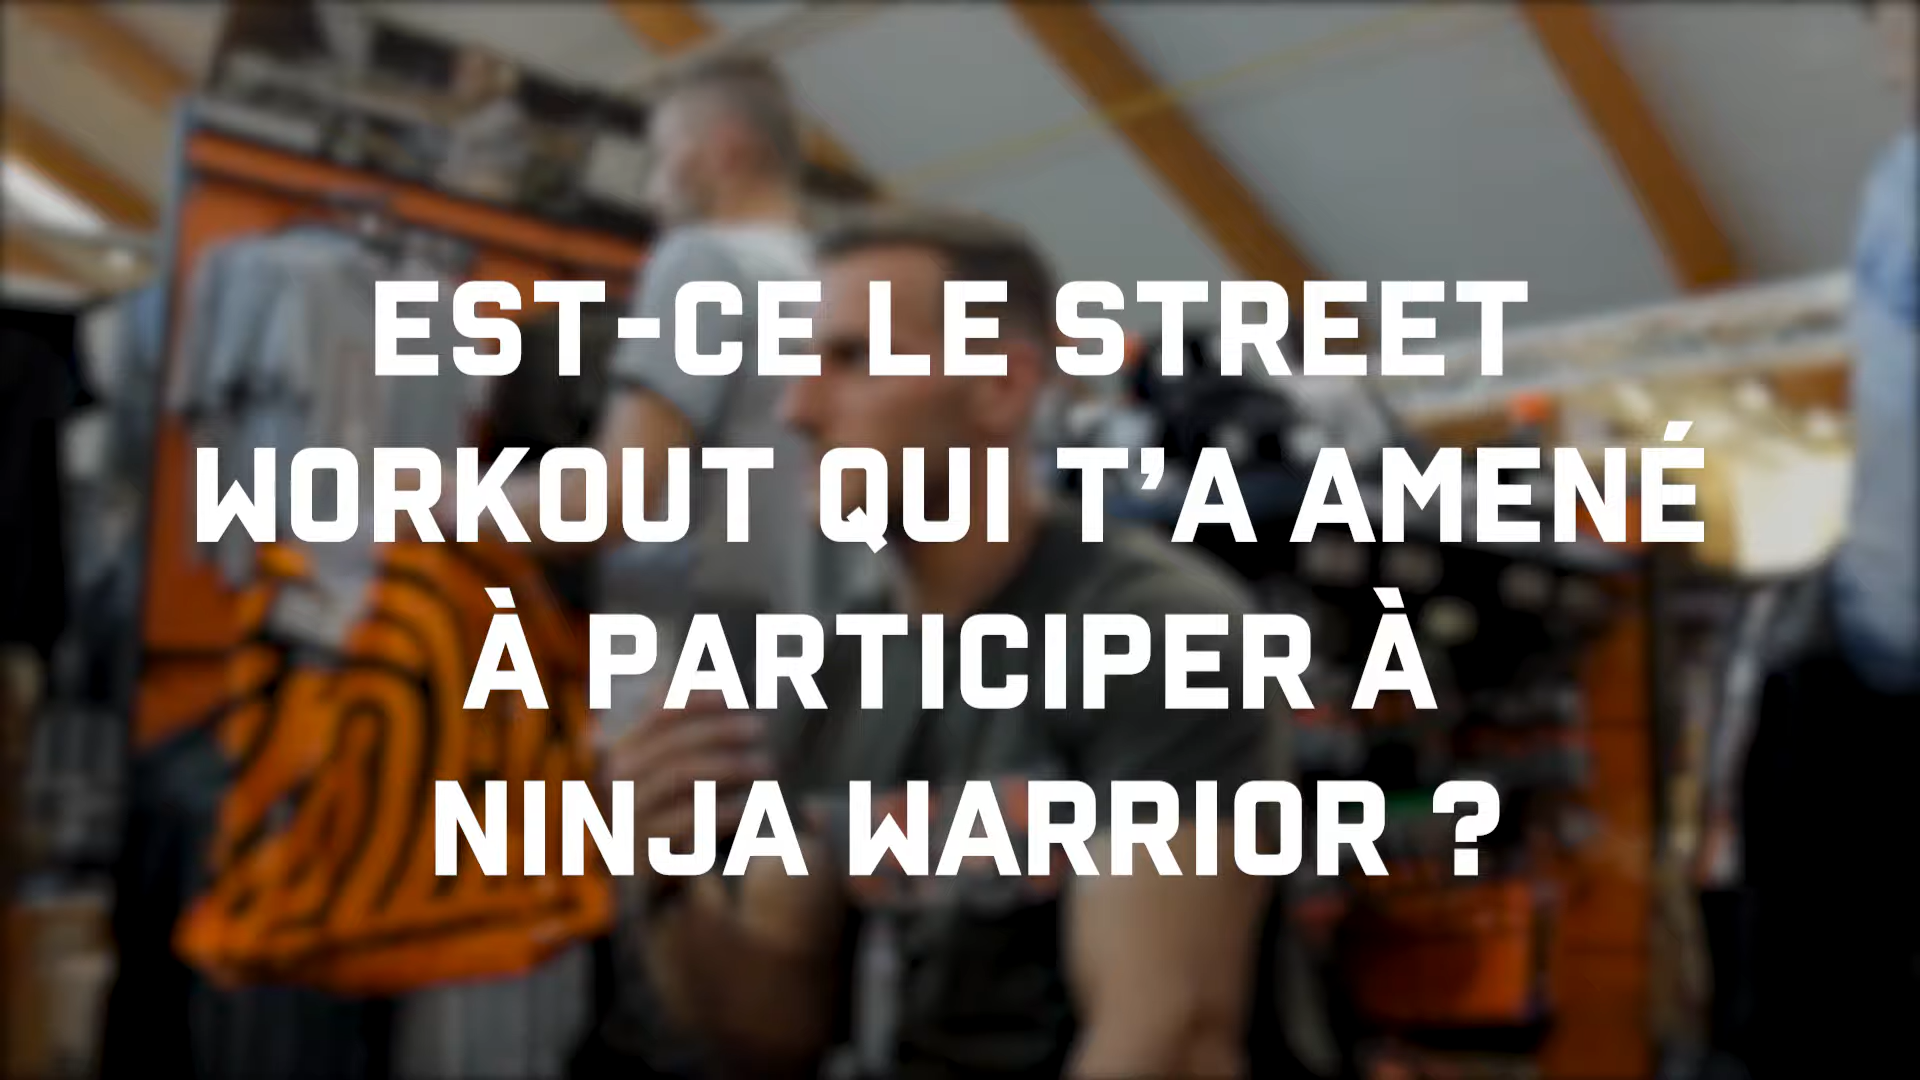 EST-CE LE STREET
WORKOUT QUI T’A AMENÉ
À PARTICIPER À
NINJA WARRIOR ?